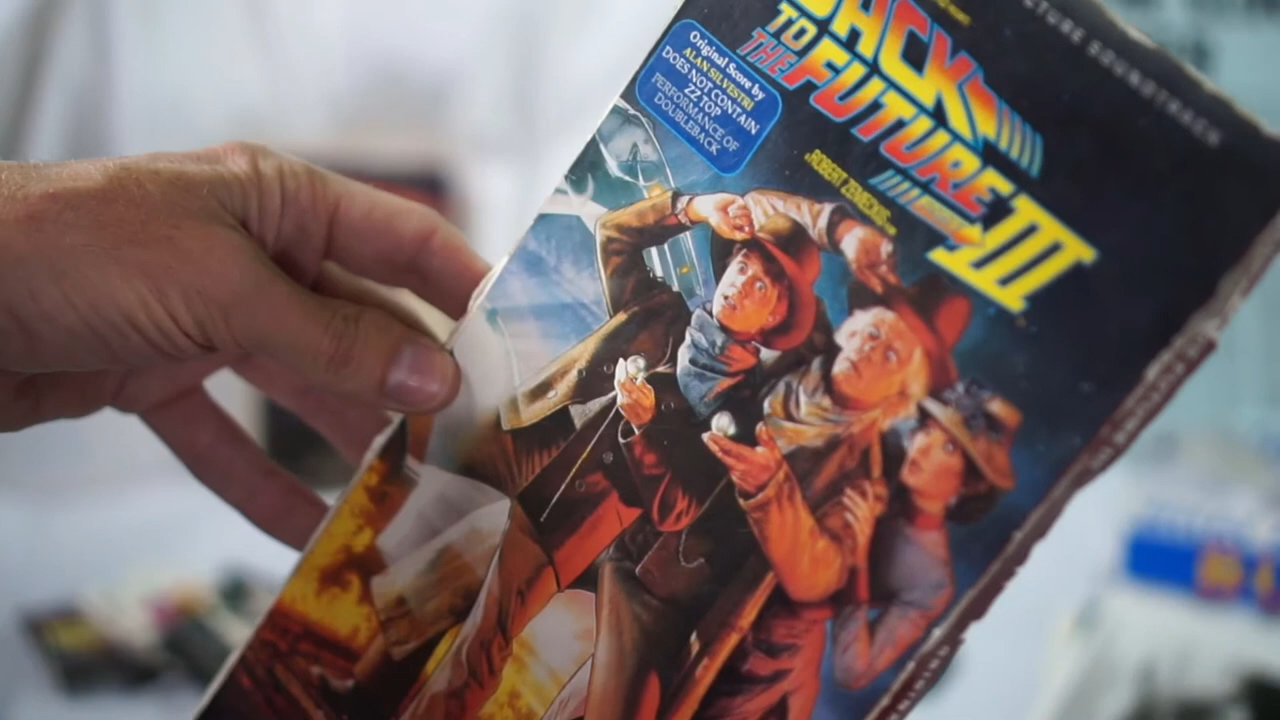 PICTURE SOUNDTRACK
BACK
TO
THE FUTURE
III
Original Score by
ALAN SILVESTRI
DOES NOT CONTAIN
ZZ TOP
PERFORMANCE OF
DOUBLEBACK
ROBERT ZEMECKIS